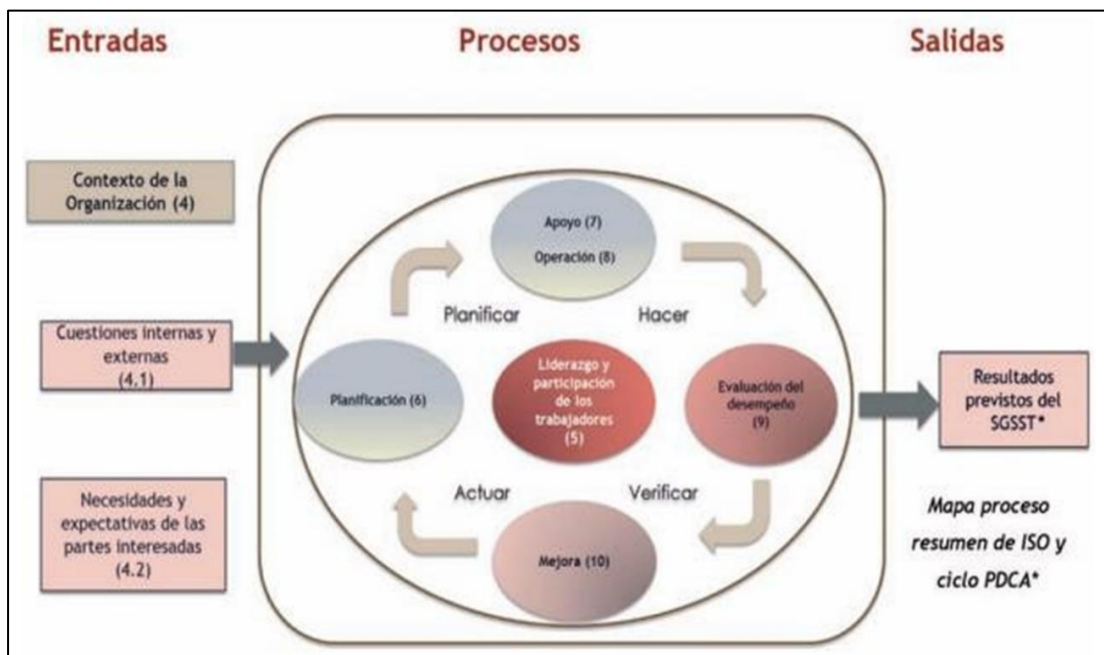 Entradas
Procesos
Salidas
Contexto de la
Organización (4)
Cuestiones internas y
externas
(4.1)
Necesidades y
expectativas de las
partes interesadas
(4.2)
Apoyo (7)
Operación (8)
Planificar
Hacer
Planificación (6)
Liderazgo y
participación
de los
trabajadores
(5)
Evaluación del
desempeño
(9)
Actuar
Verificar
Mejora (10)
Resultados
previstos del
SGSST*
Mapa proceso
resumen de ISO y
ciclo PDCA*